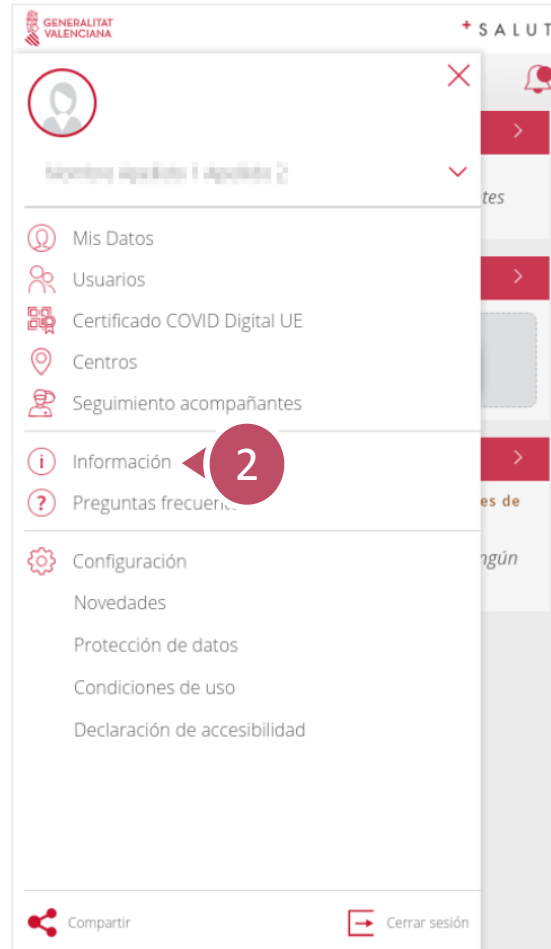 GENERALITAT
VALENCIANA
+SALUT
tes
Mis Datos
Usuarios
Certificado COVID Digital UE
Centros
Seguimiento acompañantes
Información
2
Preguntas
es de
ngún
Configuración
Novedades
Protección de datos
Condiciones de uso
Declaración de accesibilidad
Compartir
Cerrar sesión